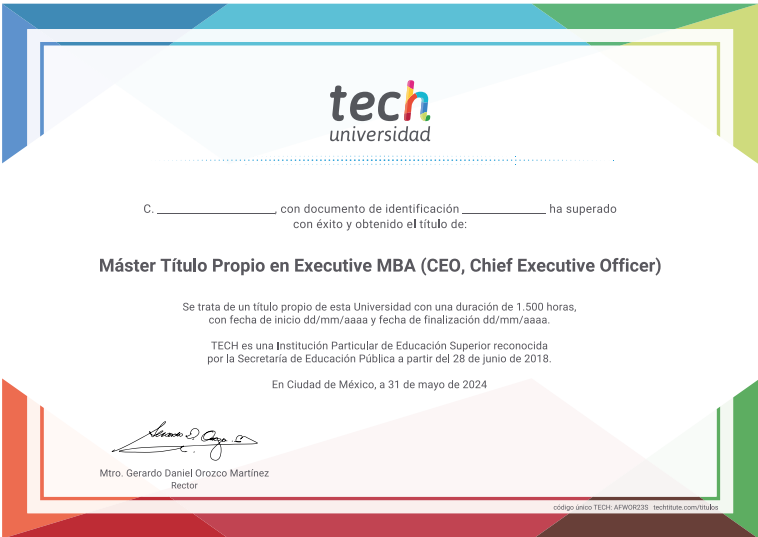 tech
universidad
C. ____________________, con documento de identificación ______________ ha superado
con éxito y obtenido el título de:
Máster Título Propio en Executive MBA (CEO, Chief Executive Officer)
Se trata de un título propio de esta Universidad con una duración de 1.500 horas,
con fecha de inicio dd/mm/aaaa y fecha de finalización dd/mm/aaaa.
TECH es una Institución Particular de Educación Superior reconocida
por la Secretaría de Educación Pública a partir del 28 de junio de 2018.
En Ciudad de México, a 31 de mayo de 2024
Mtro. Gerardo Daniel Orozco Martínez
Rector
código único TECH: AFWOR23S techtitute.com/titulos